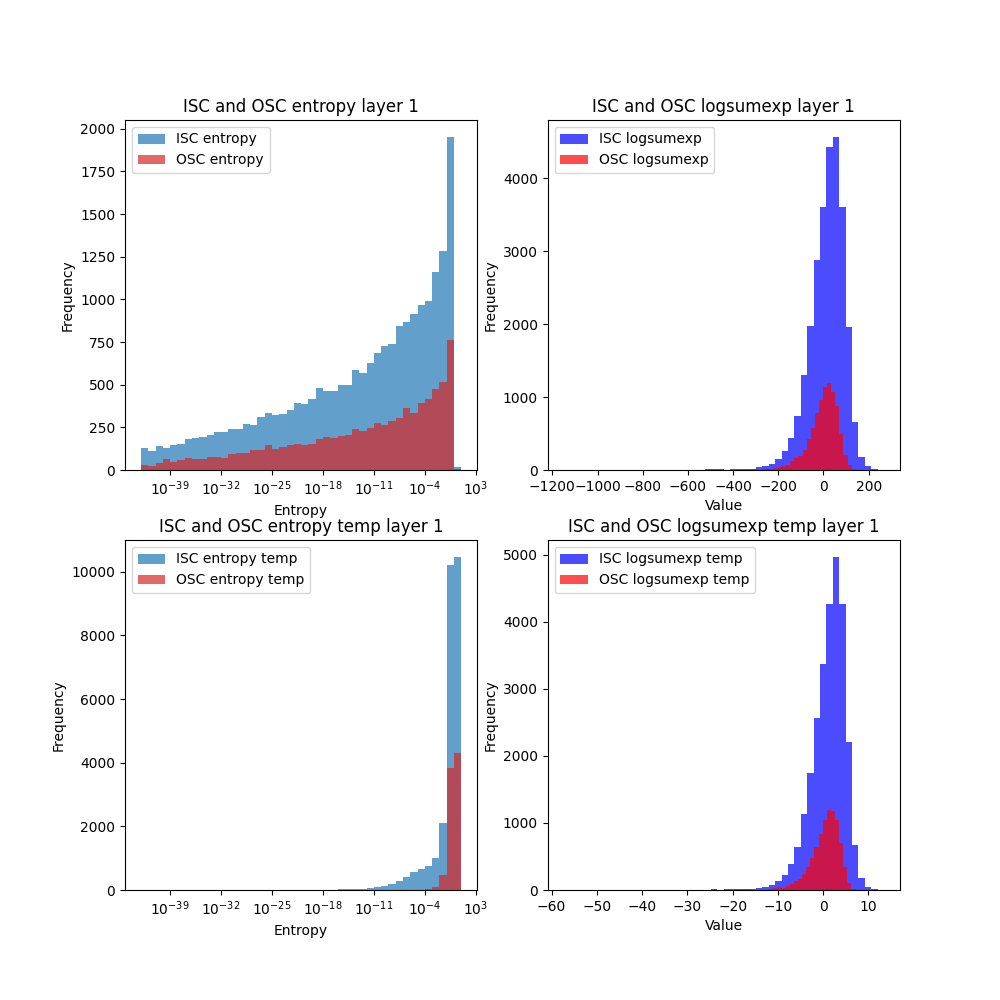 ISC and OSC entropy layer 1
2000
1750
1500
1250
1000
750
500
250
0
Frequency
ISC entropy
OSC entropy
10⁻³⁹ 10⁻³² 10⁻²⁵ 10⁻¹⁸ 10⁻¹¹ 10⁻⁴ 10³
Entropy
ISC and OSC logsumexp layer 1
4000
3000
2000
1000
0
Frequency
ISC logsumexp
OSC logsumexp
−1200 −1000 −800 −600 −400 −200 0 200
Value
ISC and OSC entropy temp layer 1
10000
8000
6000
4000
2000
0
Frequency
ISC entropy temp
OSC entropy temp
10⁻³⁹ 10⁻³² 10⁻²⁵ 10⁻¹⁸ 10⁻¹¹ 10⁻⁴ 10³
Entropy
ISC and OSC logsumexp temp layer 1
5000
4000
3000
2000
1000
0
Frequency
ISC logsumexp temp
OSC logsumexp temp
−60 −50 −40 −30 −20 −10 0 10
Value